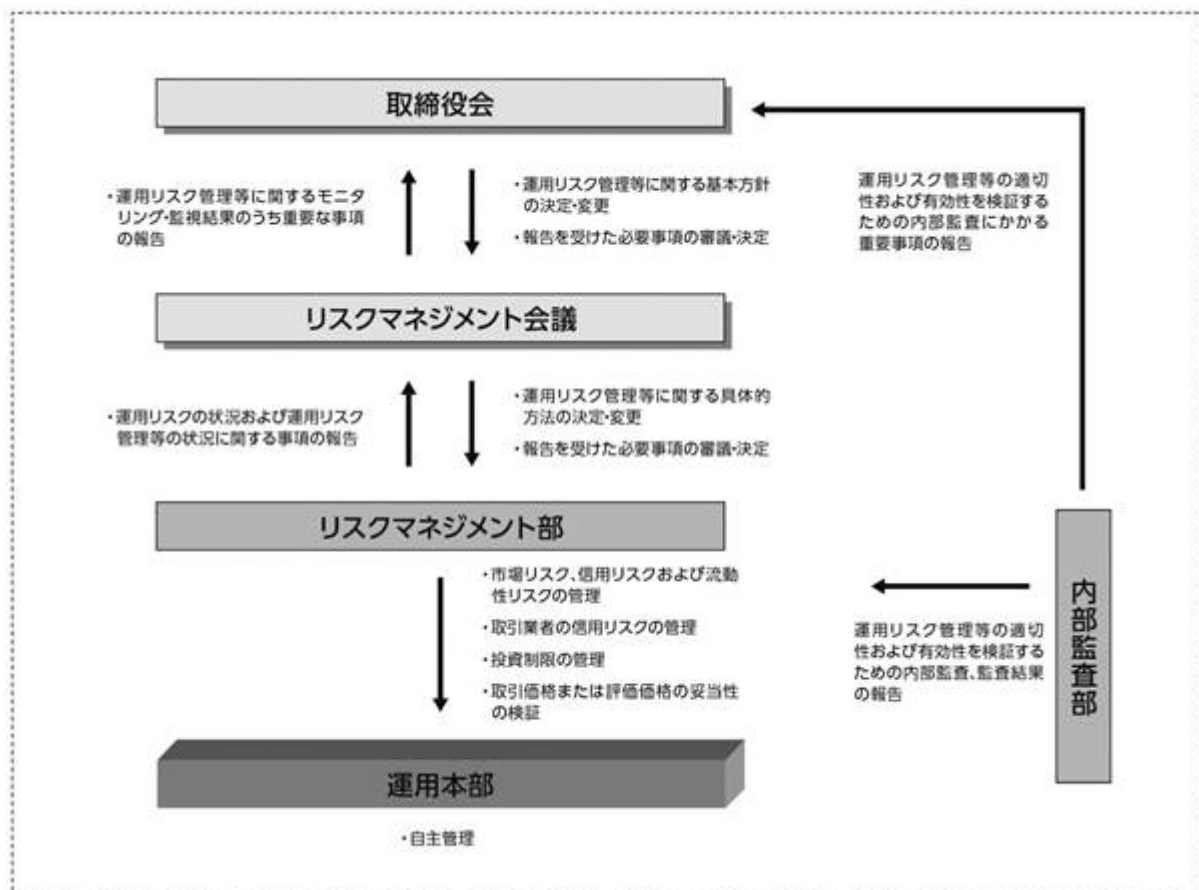 取締役会
・運用リスク管理等に関するモニタ
リング・監視結果のうち重要な事項
の報告
・運用リスク管理等に関する基本方針
の決定・変更
・報告を受けた必要事項の審議・決定
運用リスク管理等の適切
性および有効性を検証する
ための内部監査にかかる
重要事項の報告
リスクマネジメント会議
・運用リスクの状況および運用リスク
管理等の状況に関する事項の報告
・運用リスク管理等に関する具体的
方法の決定・変更
・報告を受けた必要事項の審議・決定
リスクマネジメント部
・市場リスク、信用リスクおよび流動
性リスクの管理
・取引業者の信用リスクの管理
・投資制限の管理
・取引価格または評価価格の妥当性
の検証
運用リスク管理等の適切
性および有効性を検証する
ための内部監査、監査結果
の報告
内部監査部
運用本部
・自主管理